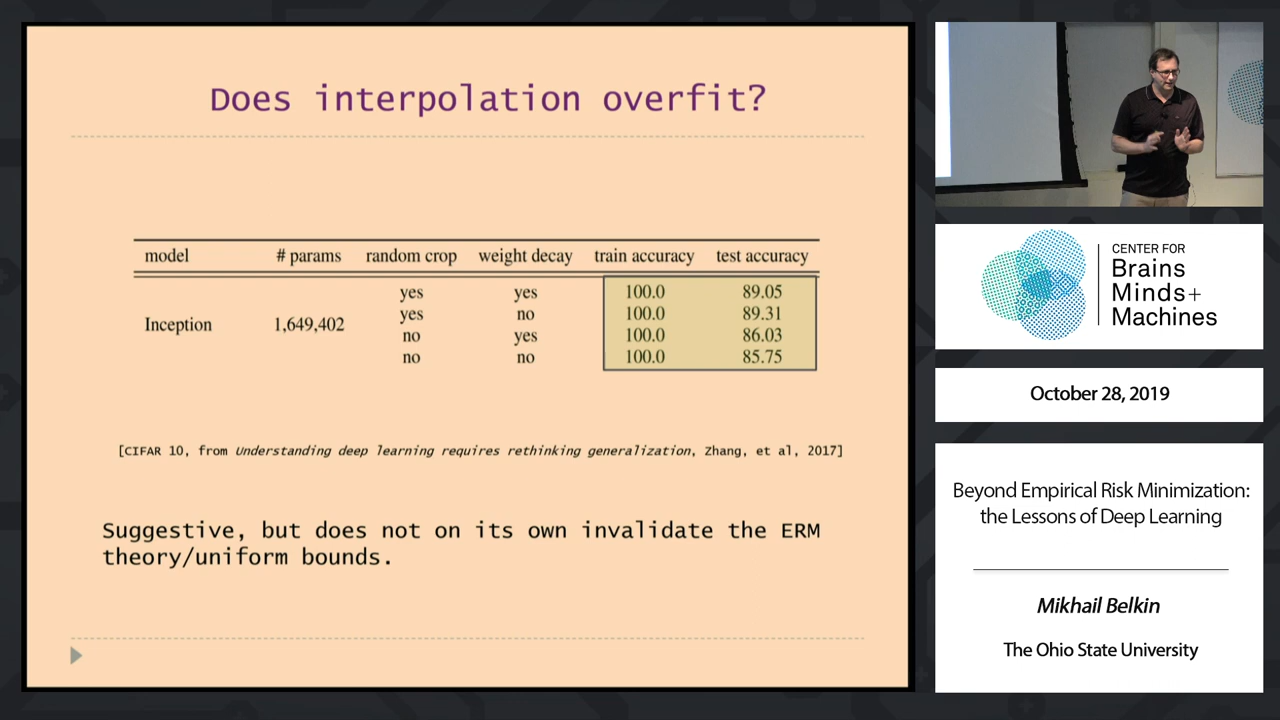 Does interpolation overfit?
model # params random crop weight decay train accuracy test accuracy
yes yes 100.0 89.05
Inception 1,649,402 yes no 100.0 89.31
no yes 100.0 86.03
no no 100.0 85.75
[CIFAR 10, from Understanding deep learning requires rethinking generalization, Zhang, et al, 2017]
Suggestive, but does not on its own invalidate the ERM
theory/uniform bounds.
CENTER FOR
Brains
Minds+
Machines
October 28, 2019
Beyond Empirical Risk Minimization:
the Lessons of Deep Learning
Mikhail Belkin
The Ohio State University